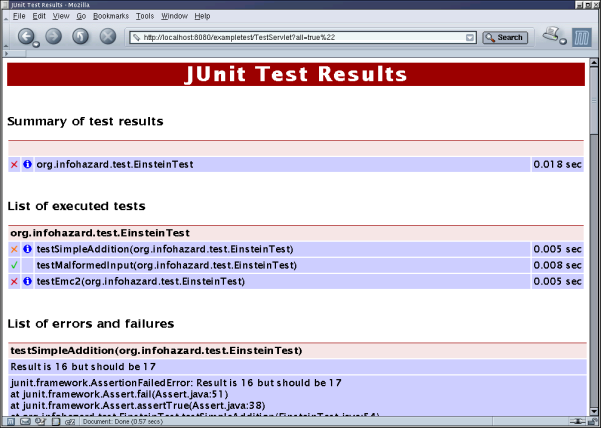 JUnit Test Results - Mozilla
File Edit View Go Bookmarks Tools Window Help
http://localhost:8080/exampletest/TestServlet?all=true%22
Search
JUnit Test Results
Summary of test results
org.infohazard.test.EinsteinTest 0.018 sec
List of executed tests
org.infohazard.test.EinsteinTest
testSimpleAddition(org.infohazard.test.EinsteinTest) 0.005 sec
testMalformedInput(org.infohazard.test.EinsteinTest) 0.008 sec
testEmc2(org.infohazard.test.EinsteinTest) 0.005 sec
List of errors and failures
testSimpleAddition(org.infohazard.test.EinsteinTest)
Result is 16 but should be 17
junit.framework.AssertionFailedError: Result is 16 but should be 17
at junit.framework.Assert.fail(Assert.java:51)
at junit.framework.Assert.assertTrue(Assert.java:38)
at org.infohazard.test.EinsteinTest.testSimpleAddition(EinsteinTest.java:54)
Document: Done (0.57 secs)